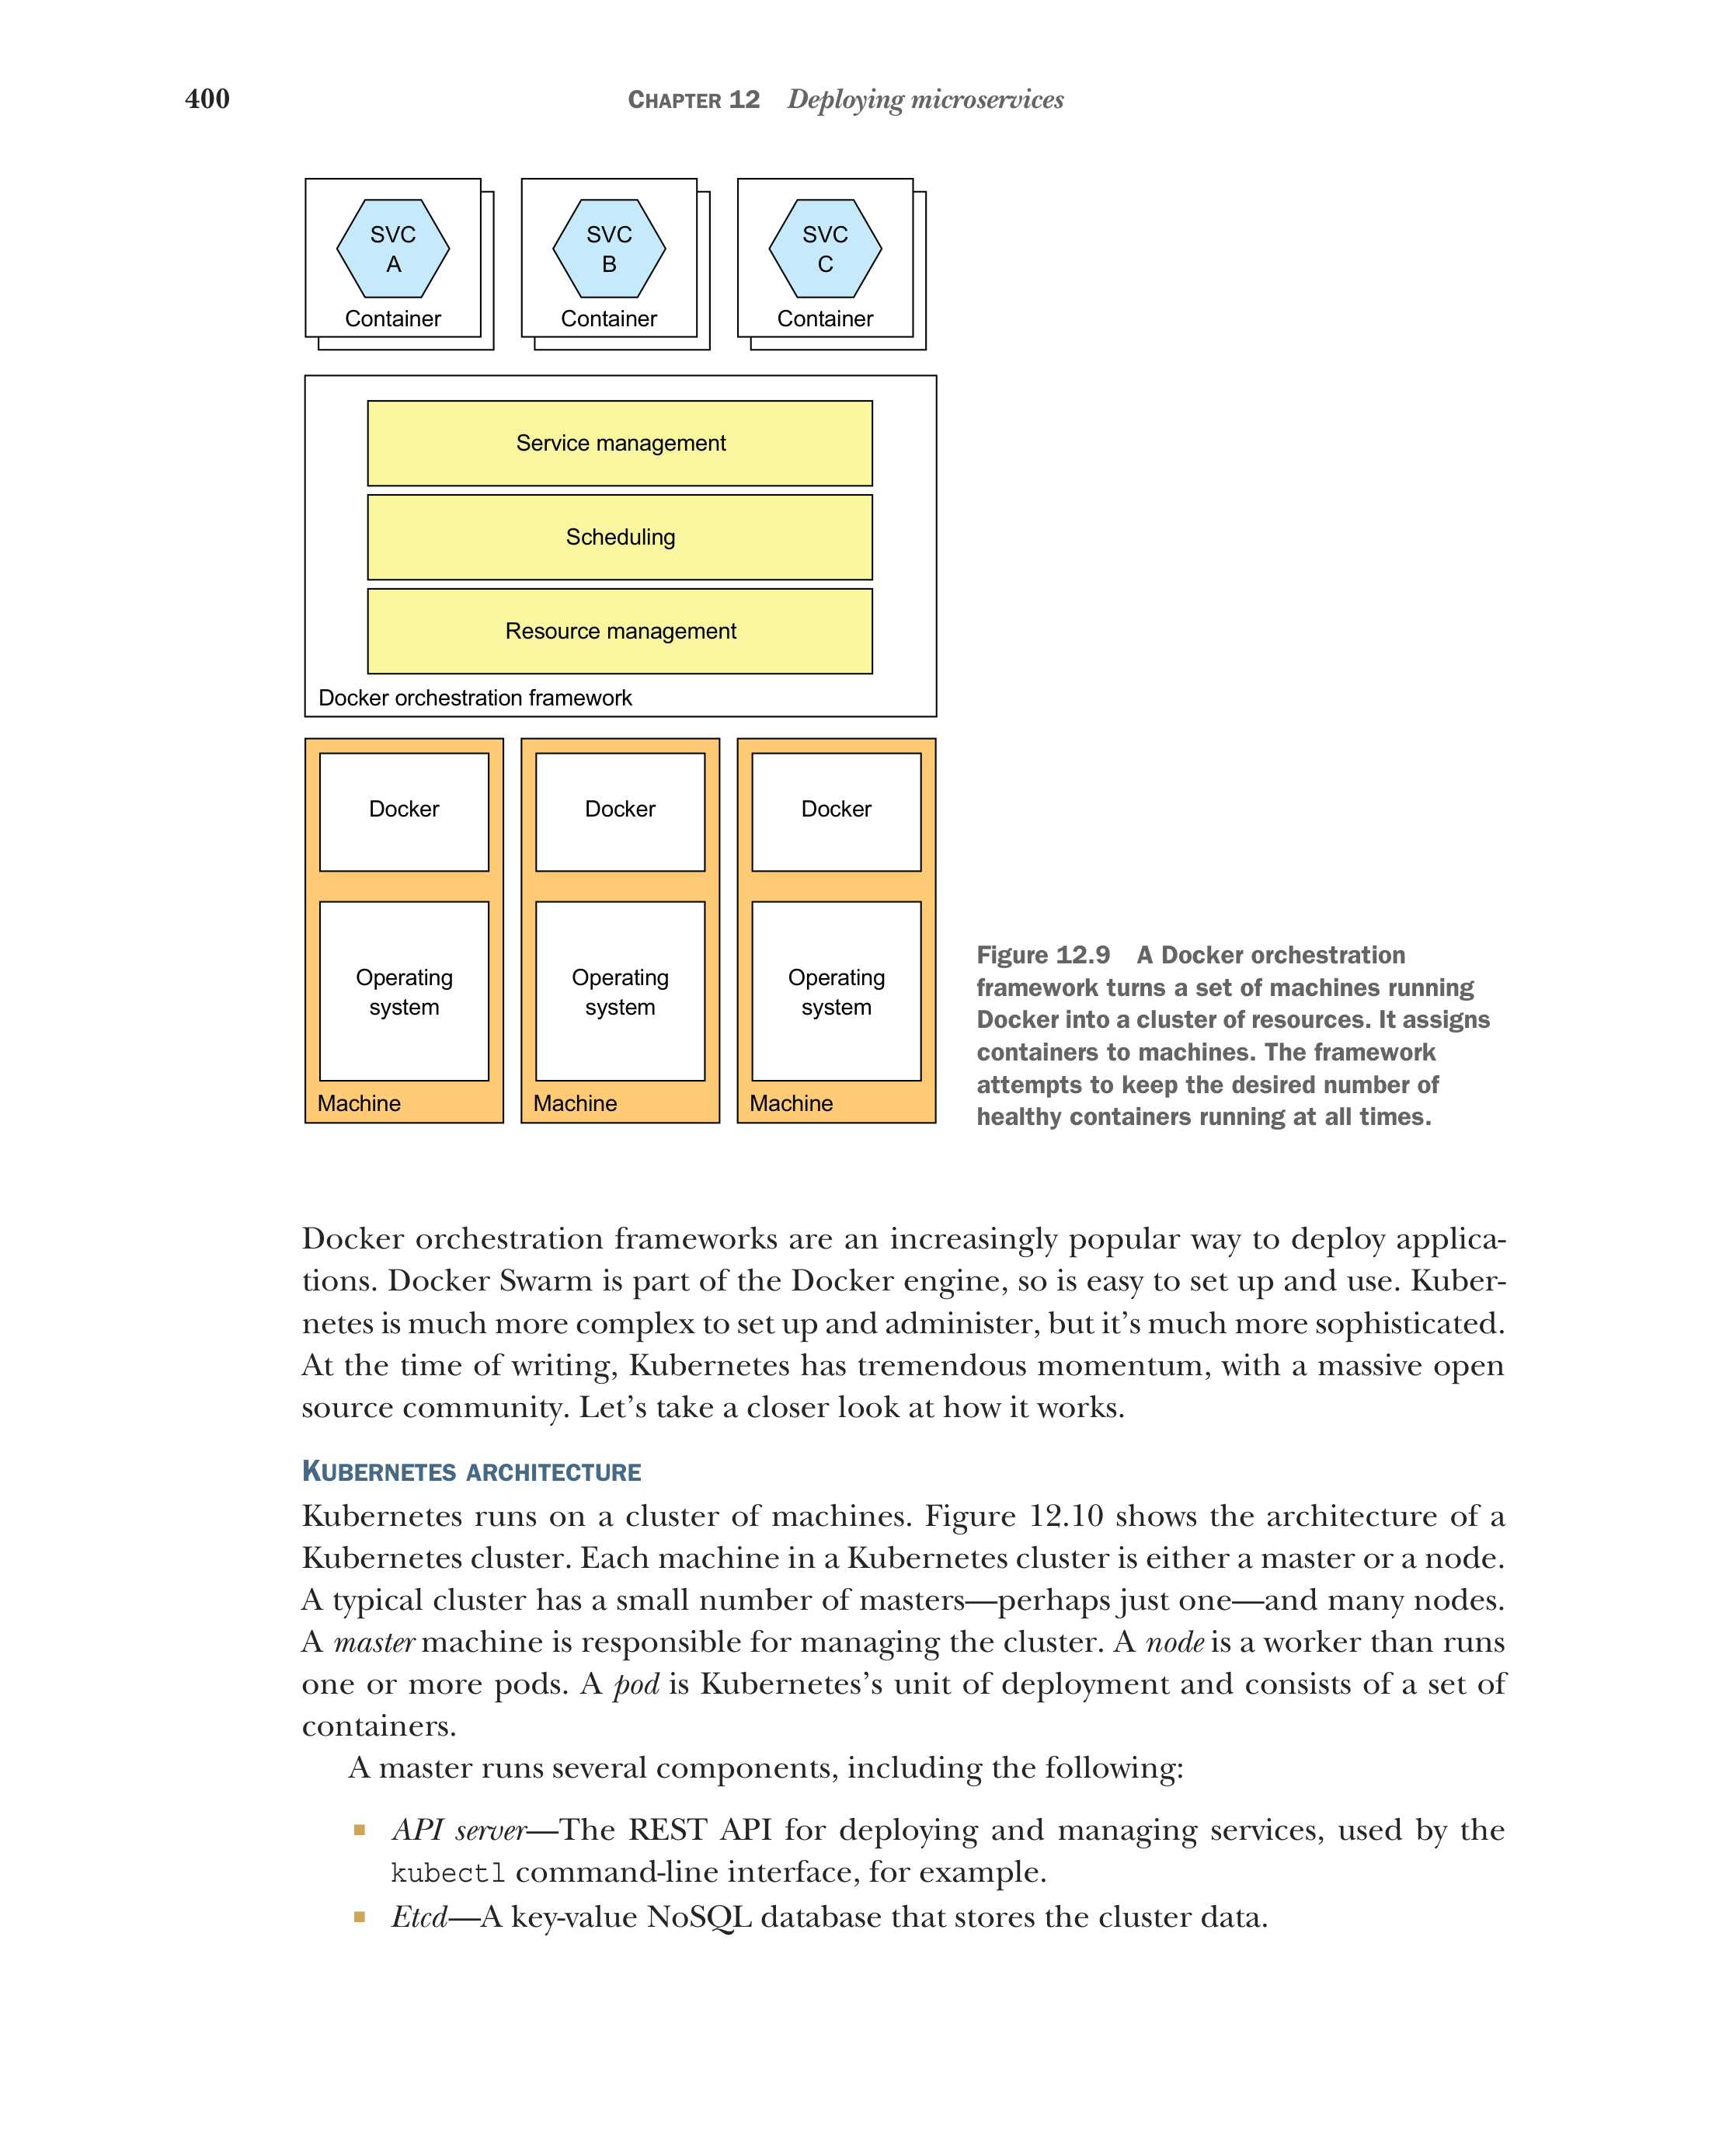 400
CHAPTER 12 Deploying microservices
SVC
A
Container
SVC
B
Container
SVC
C
Container
Service management
Scheduling
Resource management
Docker orchestration framework
Docker
Operating
system
Machine
Docker
Operating
system
Machine
Docker
Operating
system
Machine
Figure 12.9 A Docker orchestration
framework turns a set of machines running
Docker into a cluster of resources. It assigns
containers to machines. The framework
attempts to keep the desired number of
healthy containers running at all times.
Docker orchestration frameworks are an increasingly popular way to deploy applica-
tions. Docker Swarm is part of the Docker engine, so is easy to set up and use. Kuber-
netes is much more complex to set up and administer, but it’s much more sophisticated.
At the time of writing, Kubernetes has tremendous momentum, with a massive open
source community. Let’s take a closer look at how it works.
KUBERNETES ARCHITECTURE
Kubernetes runs on a cluster of machines. Figure 12.10 shows the architecture of a
Kubernetes cluster. Each machine in a Kubernetes cluster is either a master or a node.
A typical cluster has a small number of masters—perhaps just one—and many nodes.
A master machine is responsible for managing the cluster. A node is a worker than runs
one or more pods. A pod is Kubernetes’s unit of deployment and consists of a set of
containers.
A master runs several components, including the following:
■ API server—The REST API for deploying and managing services, used by the
kubectl command-line interface, for example.
■ Etcd—A key-value NoSQL database that stores the cluster data.